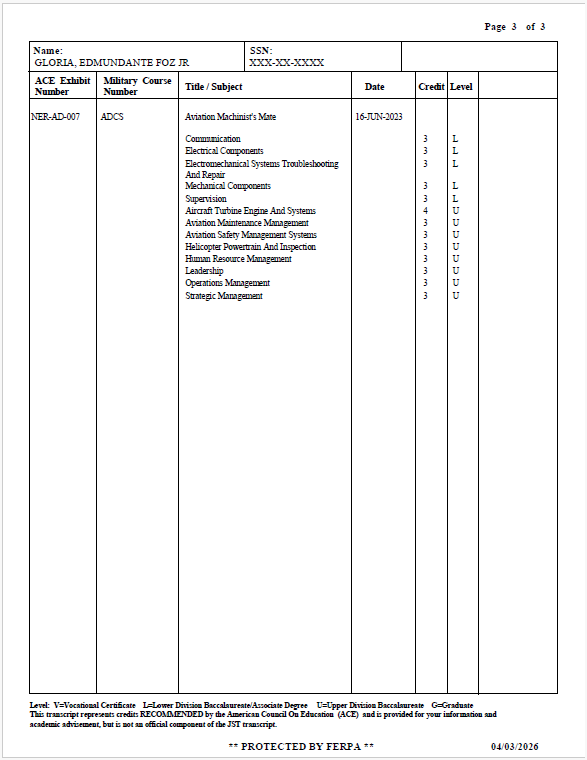 Page 3 of 3
Name: SSN:
GLORIA, EDMUNDANTE FOZ JR XXX-XX-XXXX
ACE Exhibit Number Military Course Number Title / Subject Date Credit Level
NER-AD-007 ADCS Aviation Machinist's Mate 16-JUN-2023
Communication 3 L
Electrical Components 3 L
Electromechanical Systems Troubleshooting 3 L
And Repair
Mechanical Components 3 L
Supervision 3 L
Aircraft Turbine Engine And Systems 4 U
Aviation Maintenance Management 3 U
Aviation Safety Management Systems 3 U
Helicopter Powertrain And Inspection 3 U
Human Resource Management 3 U
Leadership 3 U
Operations Management 3 U
Strategic Management 3 U
Level: V=Vocational Certificate L=Lower Division Baccalaureate/Associate Degree U=Upper Division Baccalaureate G=Graduate
This transcript represents credits RECOMMENDED by the American Council On Education (ACE) and is provided for your information and
academic advisement, but is not an official component of the JST transcript.
** PROTECTED BY FERPA ** 04/03/2026